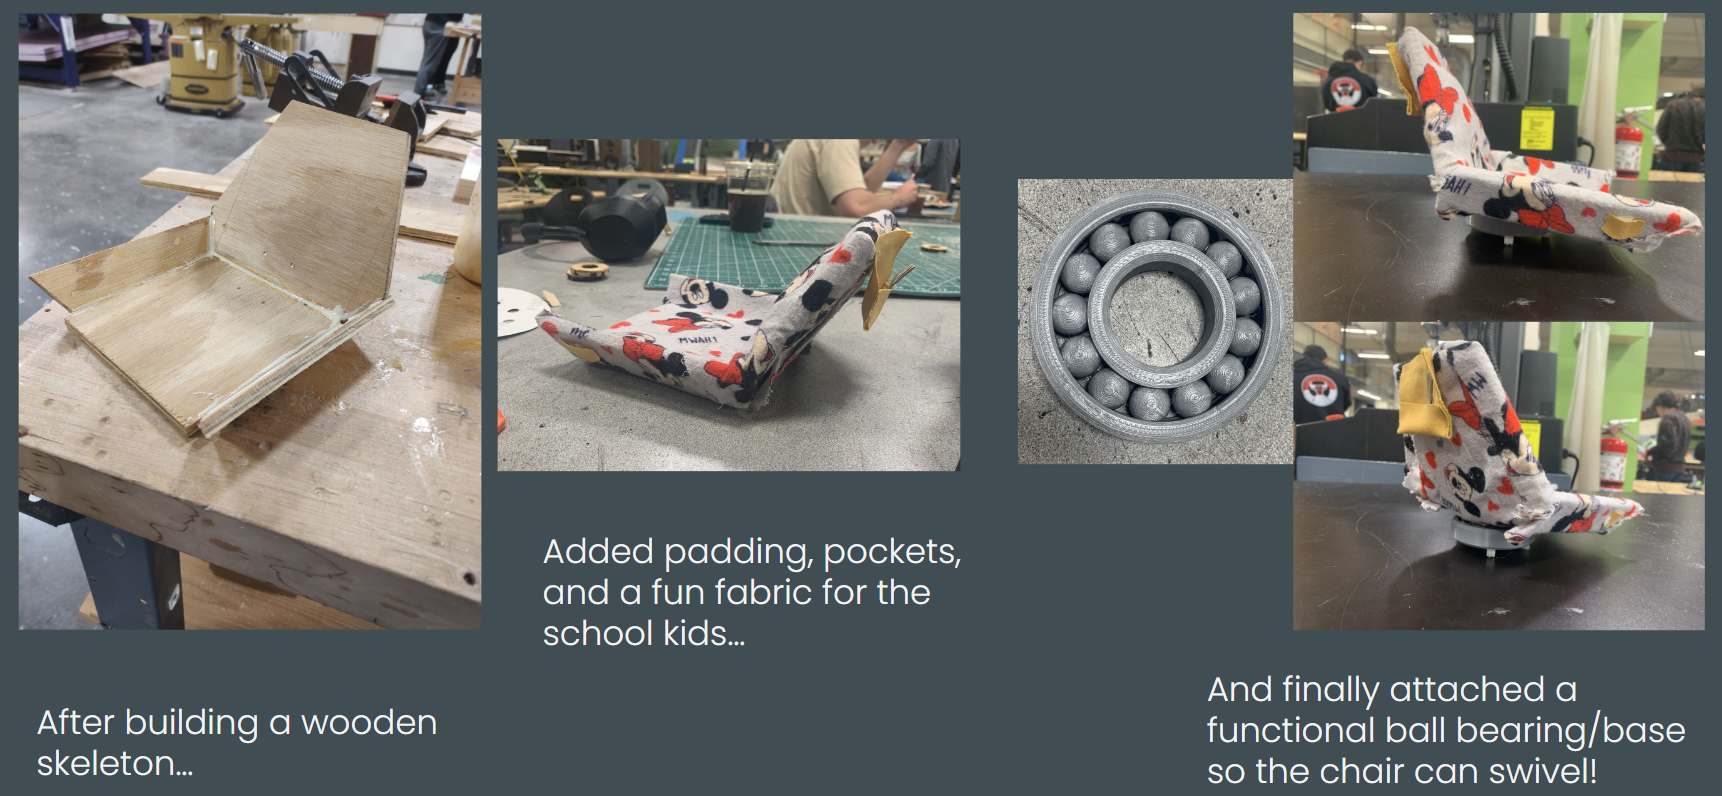 After building a wooden
skeleton...
Added padding, pockets,
and a fun fabric for the
school kids...
MWAH!
And finally attached a
functional ball bearing/base
so the chair can swivel!